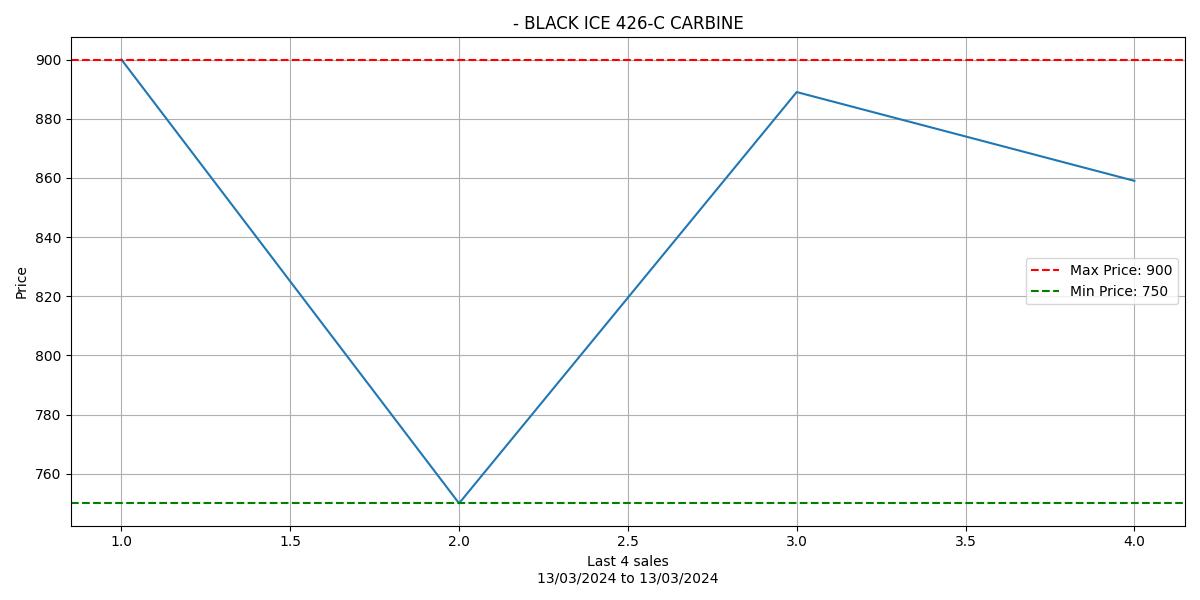 - BLACK ICE 426-C CARBINE
Price
900
880
860
840
820
800
780
760
Max Price: 900
Min Price: 750
1.0 1.5 2.0 2.5 3.0 3.5 4.0
Last 4 sales
13/03/2024 to 13/03/2024